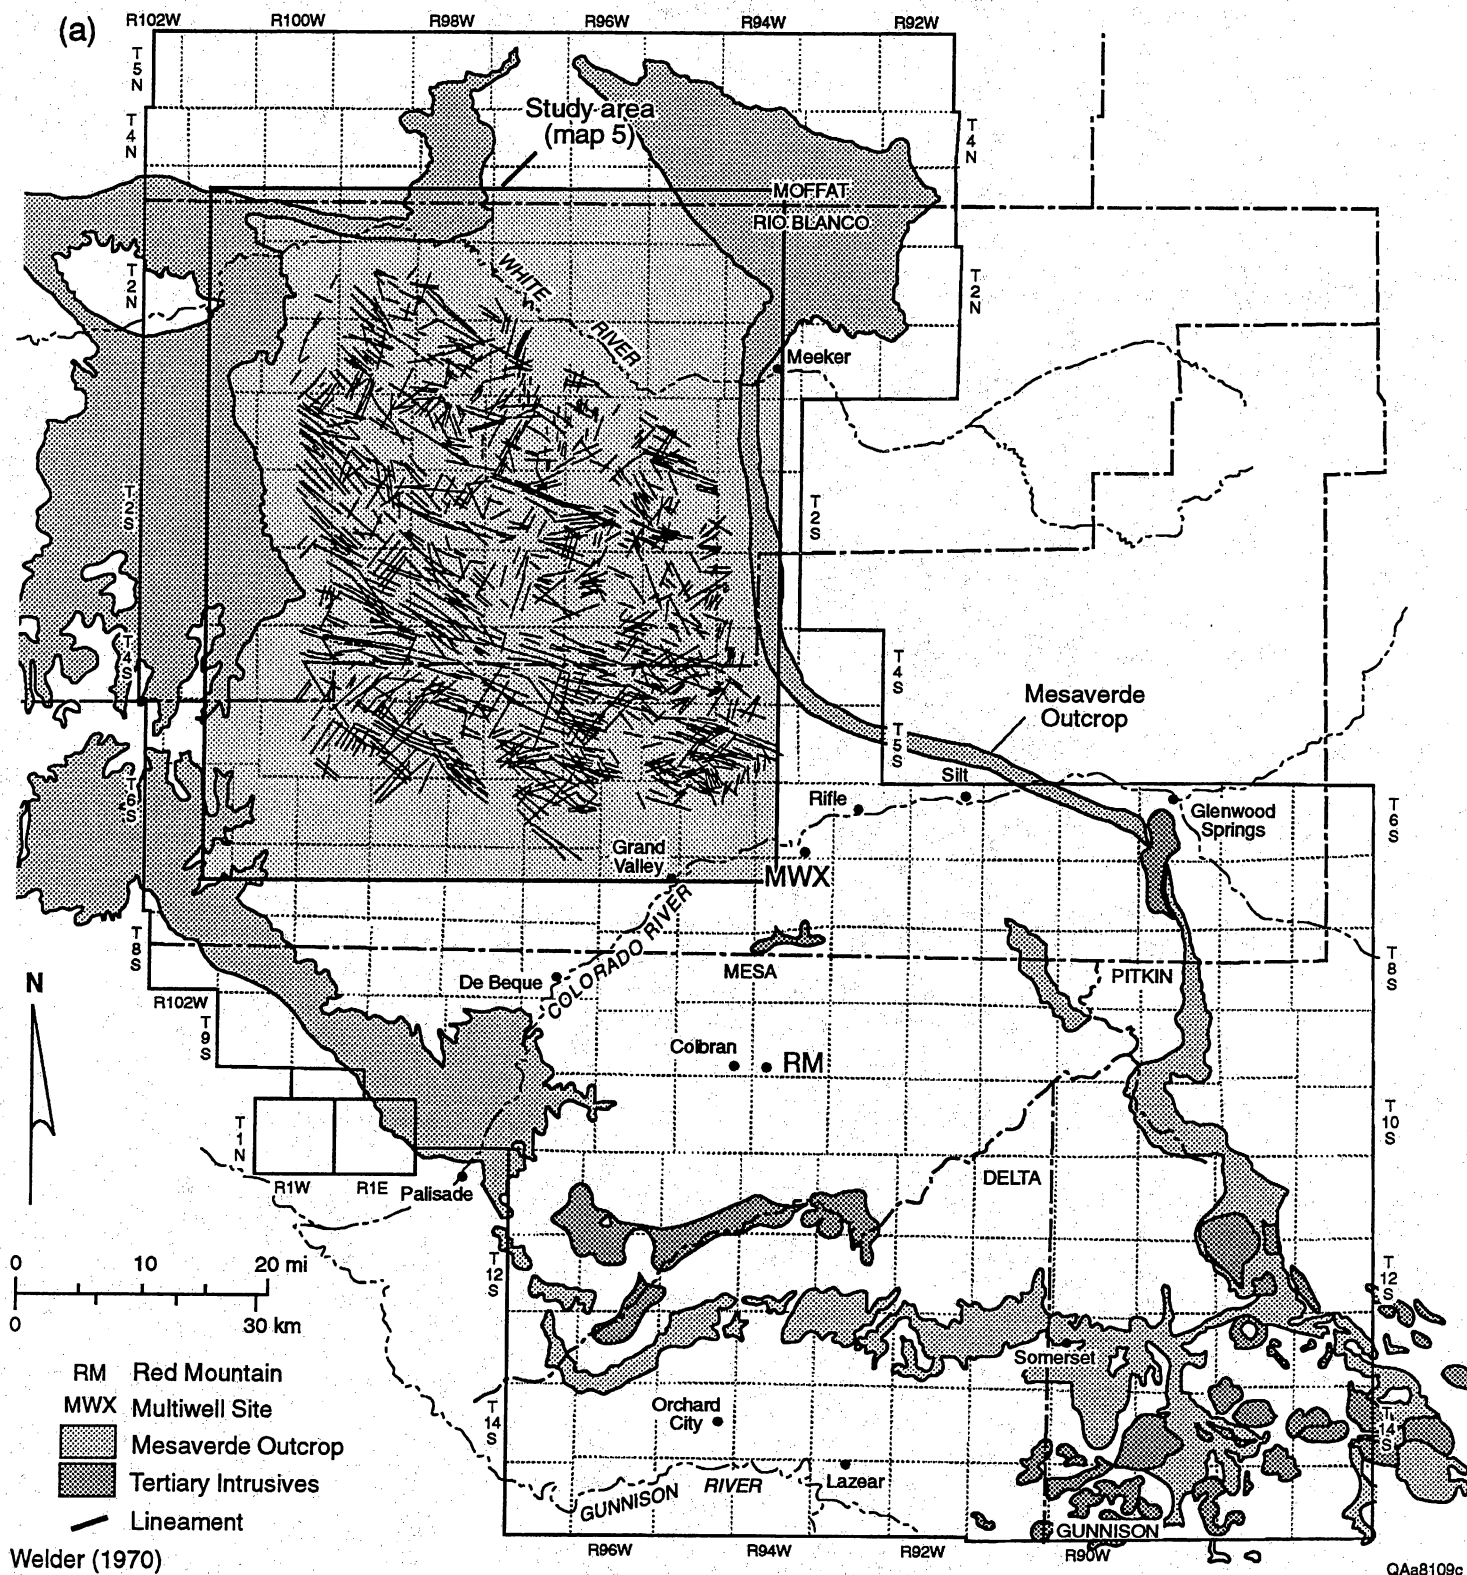 (a)
R102W R100W R98W R96W R94W R92W
T5N
T4N
Study area
(map 5)
T4N
MOFFAT
RIO BLANCO
T2N
WHITE
RIVER
T2N
Meeker
T2S
T2S
T4S
T4S
Mesaverde
Outcrop
T5S
Silt
T6S
Rifle
Glenwood
Springs
T6S
Grand
Valley
MWX
COLORADO RIVER
T8S
MESA
PITKIN
T8S
N
De Beque
R102W
T9S
Colbran
RM
T1N
T10S
DELTA
R1W R1E Palisade
0 10 20 mi
T12S
T12S
0 30 km
Somerset
RM Red Mountain
MWX Multiwell Site
Orchard
City
T14S
T14S
Mesaverde Outcrop
Tertiary Intrusives
Lazear
GUNNISON RIVER
Lineament
GUNNISON
R96W R94W R92W R90W
Welder (1970)
QAa8109c